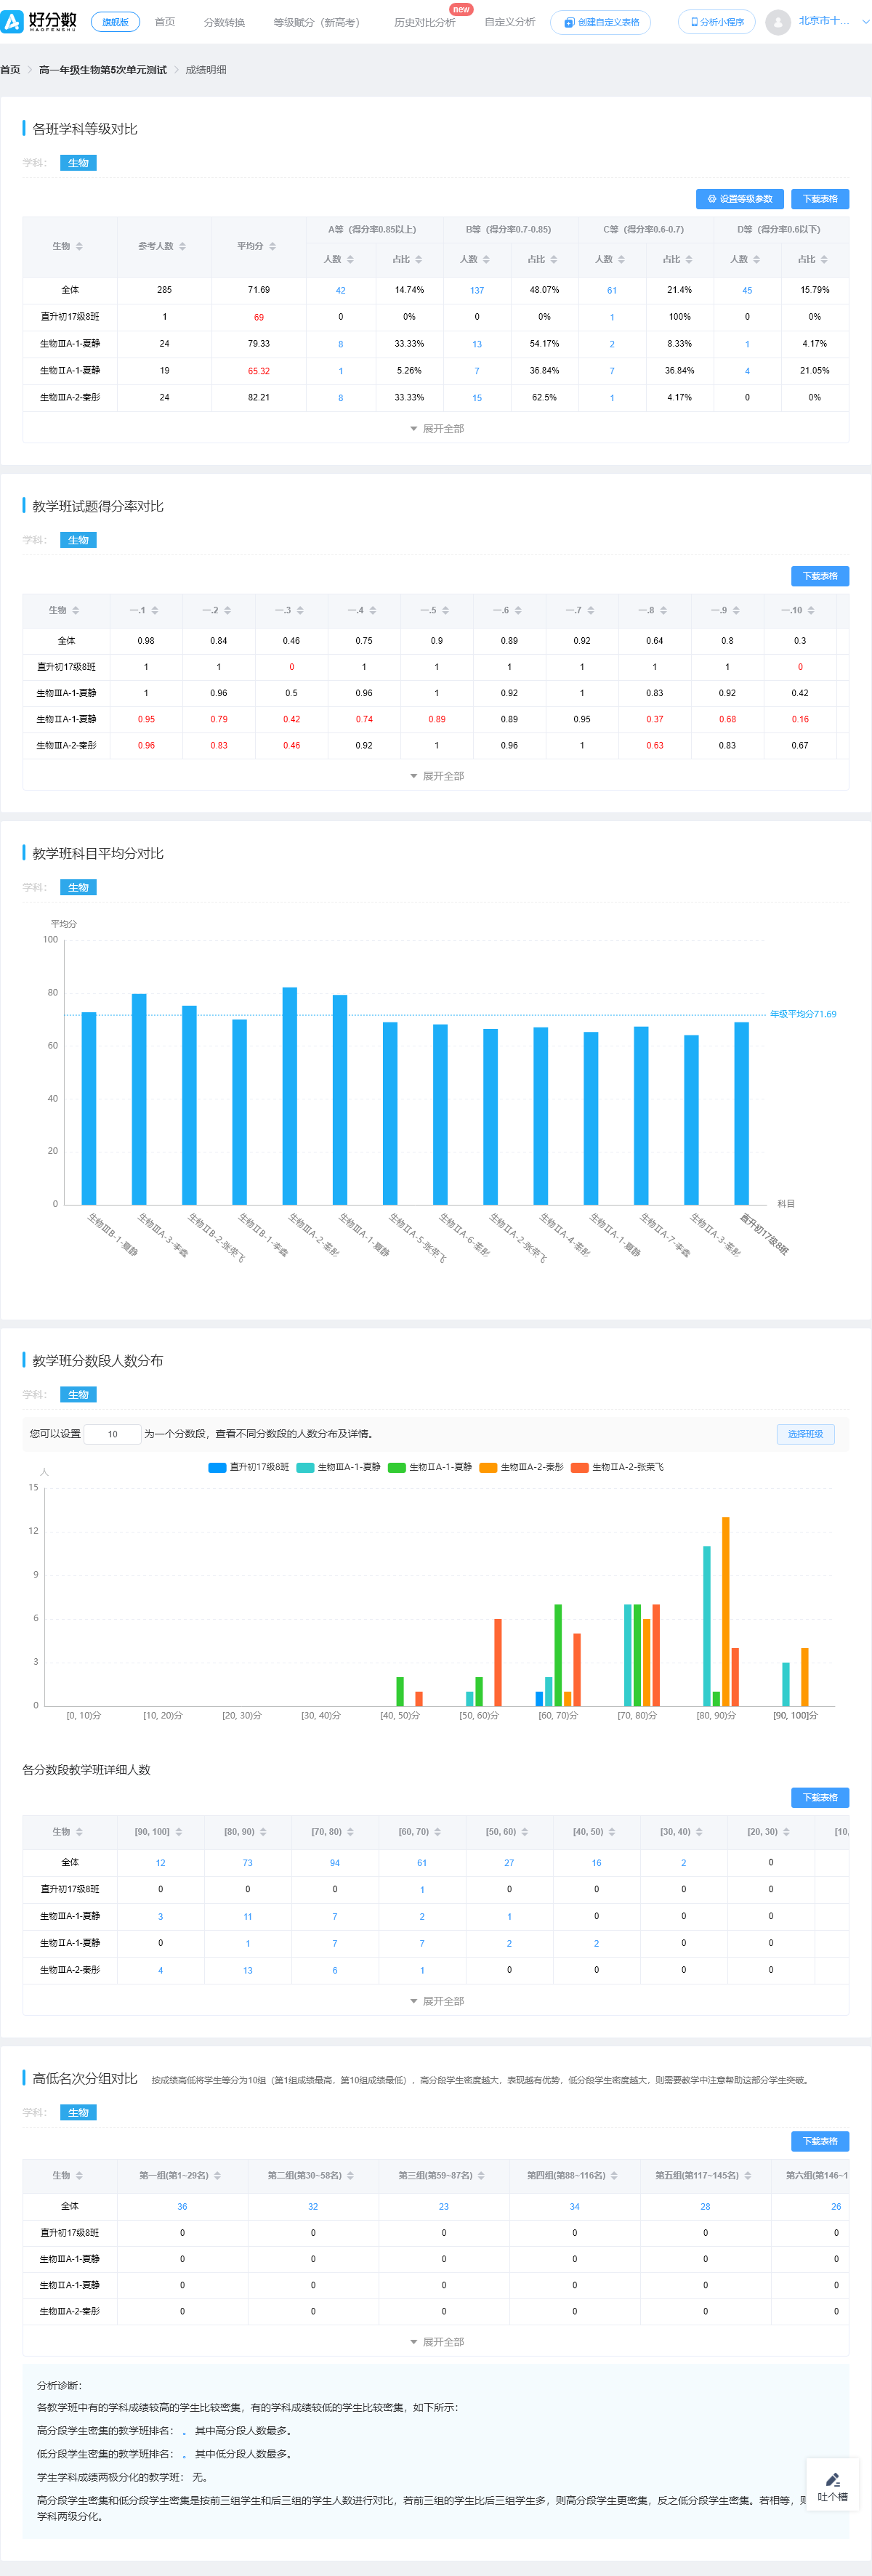 好分数
HAOFENSHU
旗舰版
首页
分数转换
等级赋分（新高考）
历史对比分析
new
自定义分析
创建自定义表格
分析小程序
北京市十...
首页 > 高一年级生物第5次单元测试 > 成绩明细
各班学科等级对比
学科： 生物
设置等级参数 下载表格
生物 参考人数 平均分 A等（得分率0.85以上） B等（得分率0.7-0.85） C等（得分率0.6-0.7） D等（得分率0.6以下）
人数 占比 人数 占比 人数 占比 人数 占比
全体 285 71.69 42 14.74% 137 48.07% 61 21.4% 45 15.79%
直升初17级8班 1 69 0 0% 0 0% 1 100% 0 0%
生物ⅢA-1-夏静 24 79.33 8 33.33% 13 54.17% 2 8.33% 1 4.17%
生物ⅡA-1-夏静 19 65.32 1 5.26% 7 36.84% 7 36.84% 4 21.05%
生物ⅢA-2-秦彤 24 82.21 8 33.33% 15 62.5% 1 4.17% 0 0%
展开全部
教学班试题得分率对比
学科： 生物
下载表格
生物 一.1 一.2 一.3 一.4 一.5 一.6 一.7 一.8 一.9 一.10
全体 0.98 0.84 0.46 0.75 0.9 0.89 0.92 0.64 0.8 0.3
直升初17级8班 1 1 0 1 1 1 1 1 1 0
生物ⅢA-1-夏静 1 0.96 0.5 0.96 1 0.92 1 0.83 0.92 0.42
生物ⅡA-1-夏静 0.95 0.79 0.42 0.74 0.89 0.89 0.95 0.37 0.68 0.16
生物ⅢA-2-秦彤 0.96 0.83 0.46 0.92 1 0.96 1 0.63 0.83 0.67
展开全部
教学班科目平均分对比
学科： 生物
平均分
100
80
年级平均分71.69
60
40
20
0
科目
生物ⅢB-1-夏静 生物ⅢA-3-李鑫 生物ⅡB-2-张荣飞 生物ⅡB-1-李鑫 生物ⅢA-2-秦彤 生物ⅢA-1-夏静 生物ⅡA-5-张荣飞 生物ⅡA-6-秦彤 生物ⅡA-2-张荣飞 生物ⅡA-4-秦彤 生物ⅡA-1-夏静 生物ⅡA-7-李鑫 生物ⅡA-3-秦彤 直升初17级8班
教学班分数段人数分布
学科： 生物
您可以设置 10 为一个分数段，查看不同分数段的人数分布及详情。
选择班级
人
直升初17级8班 生物ⅢA-1-夏静 生物ⅡA-1-夏静 生物ⅢA-2-秦彤 生物ⅡA-2-张荣飞
15
12
9
6
3
0
[0, 10)分 [10, 20)分 [20, 30)分 [30, 40)分 [40, 50)分 [50, 60)分 [60, 70)分 [70, 80)分 [80, 90)分 [90, 100]分
各分数段教学班详细人数
下载表格
生物 [90, 100] [80, 90) [70, 80) [60, 70) [50, 60) [40, 50) [30, 40) [20, 30) [10,
全体 12 73 94 61 27 16 2 0
直升初17级8班 0 0 0 1 0 0 0 0
生物ⅢA-1-夏静 3 11 7 2 1 0 0 0
生物ⅡA-1-夏静 0 1 7 7 2 2 0 0
生物ⅢA-2-秦彤 4 13 6 1 0 0 0 0
展开全部
高低名次分组对比 按成绩高低将学生等分为10组（第1组成绩最高，第10组成绩最低），高分段学生密度越大，表现越有优势，低分段学生密度越大，则需要教学中注意帮助这部分学生突破。
学科： 生物
下载表格
生物 第一组(第1~29名) 第二组(第30~58名) 第三组(第59~87名) 第四组(第88~116名) 第五组(第117~145名) 第六组(第146~1
全体 36 32 23 34 28 26
直升初17级8班 0 0 0 0 0 0
生物ⅢA-1-夏静 0 0 0 0 0 0
生物ⅡA-1-夏静 0 0 0 0 0 0
生物ⅢA-2-秦彤 0 0 0 0 0 0
展开全部
分析诊断：
各教学班中有的学科成绩较高的学生比较密集，有的学科成绩较低的学生比较密集，如下所示：
高分段学生密集的教学班排名： 。 其中高分段人数最多。
低分段学生密集的教学班排名： 。 其中低分段人数最多。
学生学科成绩两极分化的教学班： 无。
高分段学生密集和低分段学生密集是按前三组学生和后三组的学生人数进行对比，若前三组的学生比后三组学生多，则高分段学生更密集，反之低分段学生密集。若相等，则
学科两级分化。
吐个槽